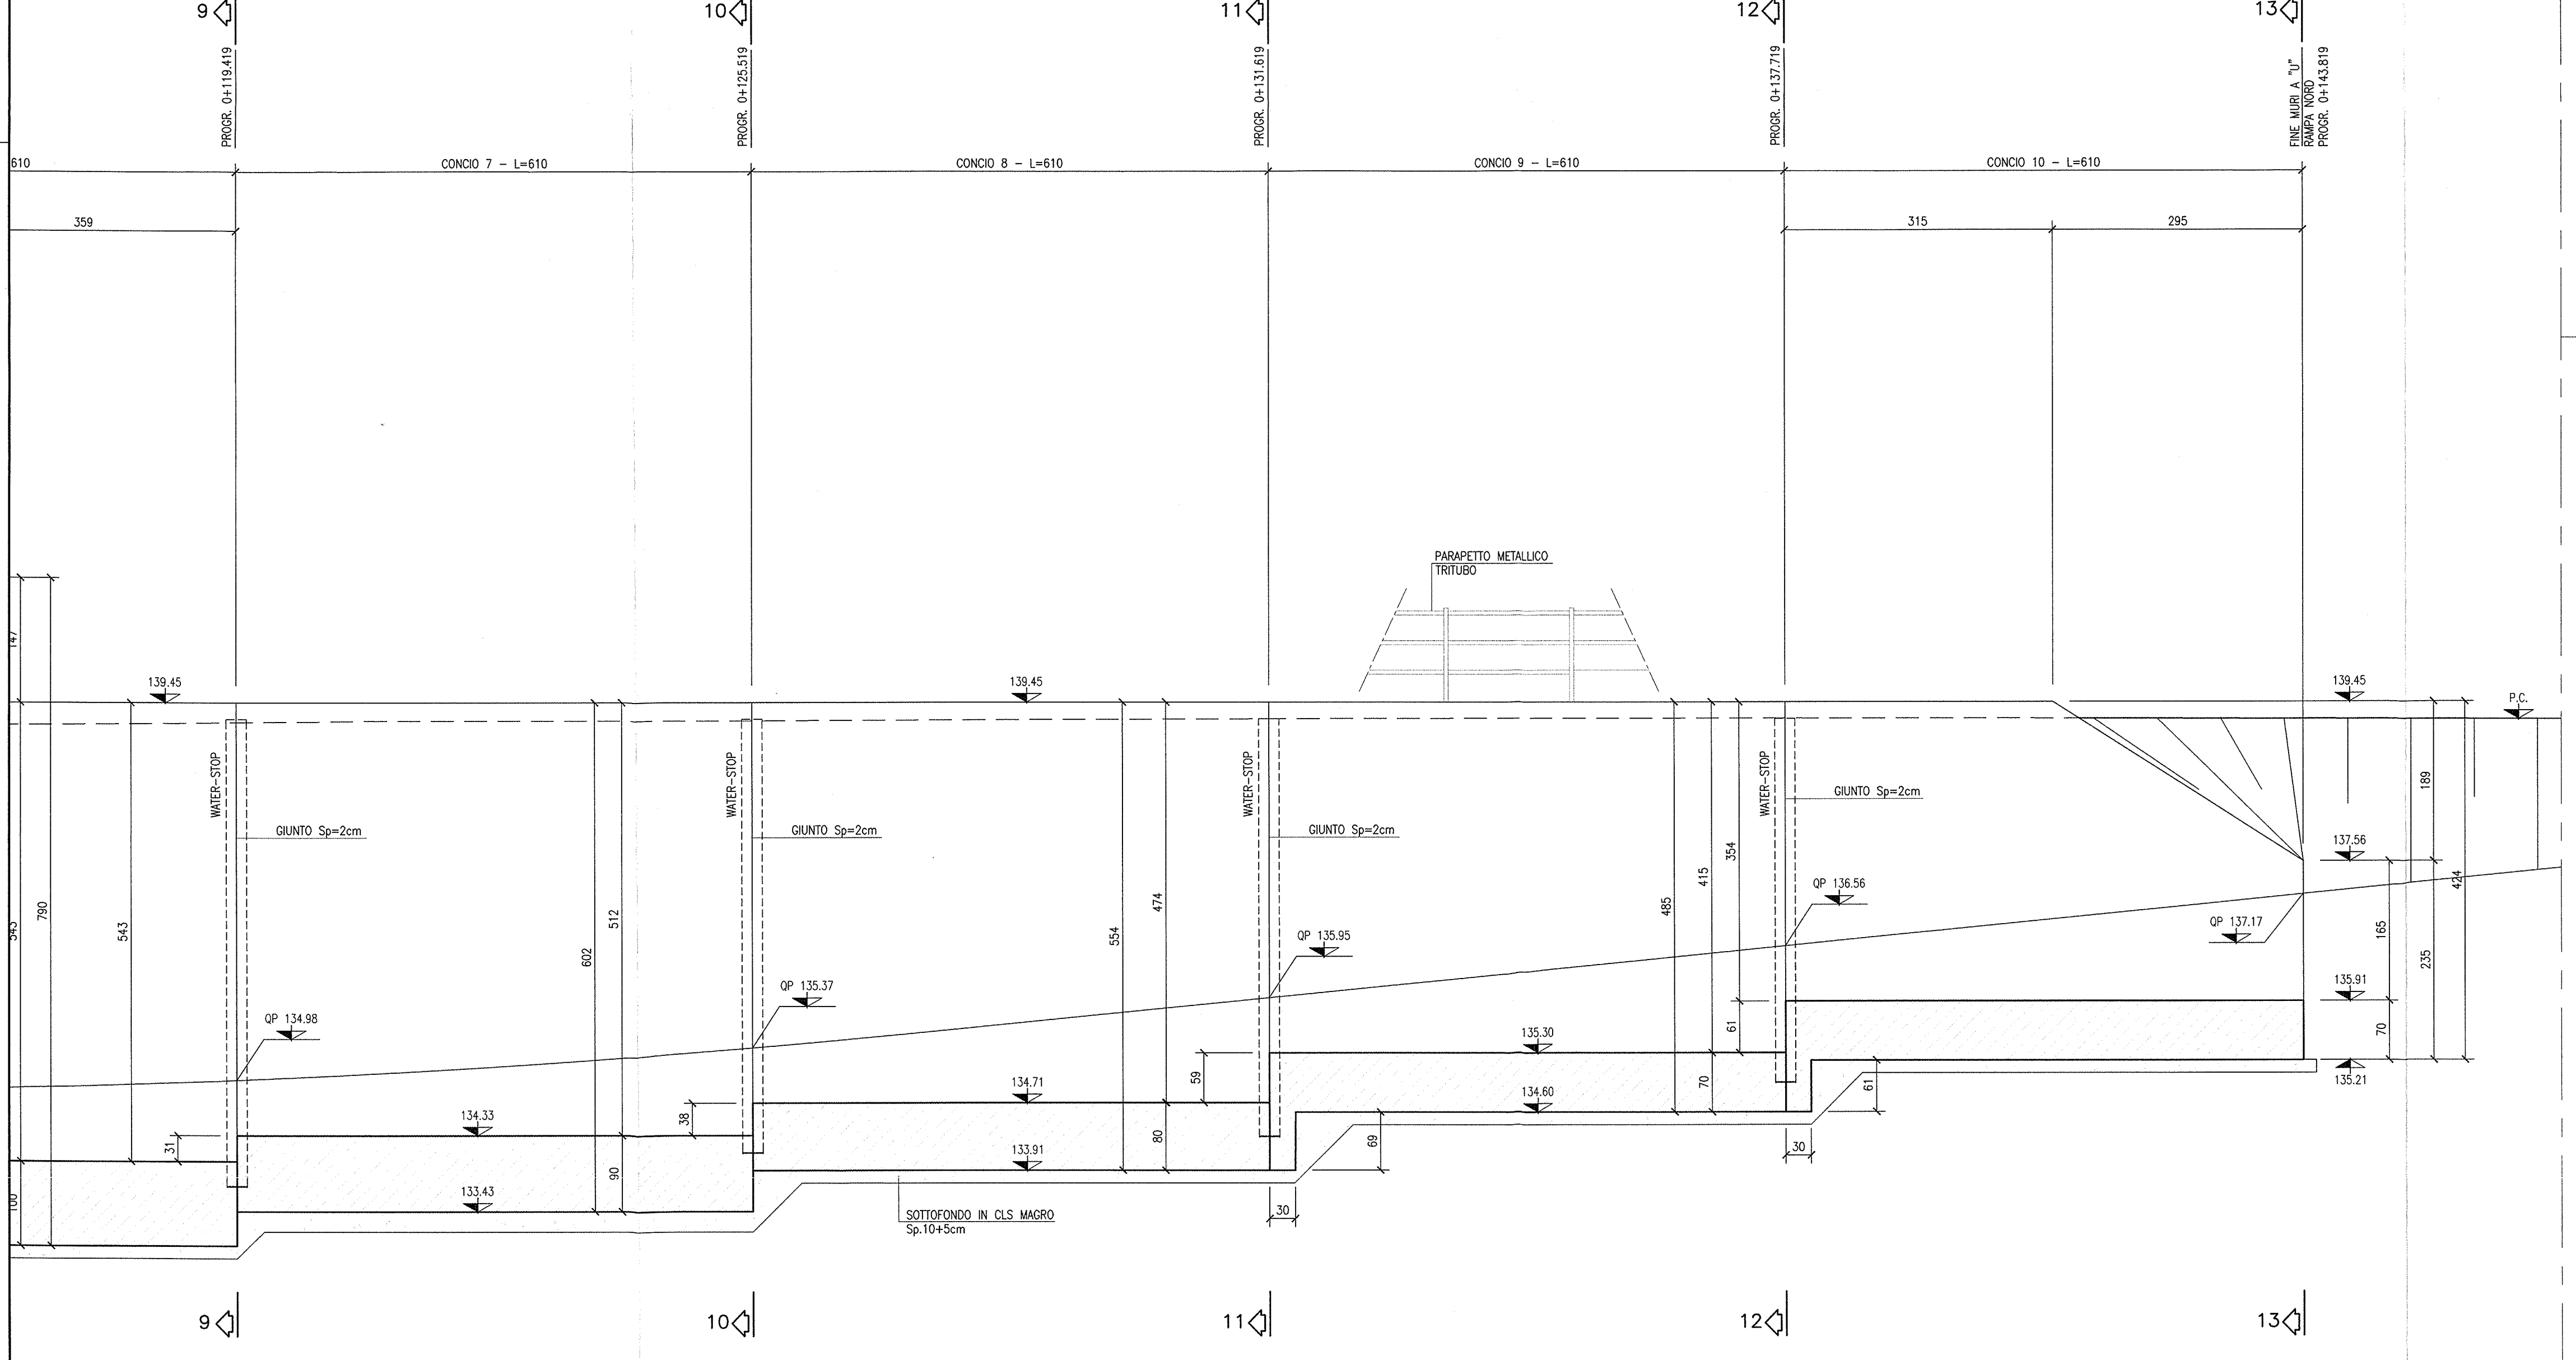 9
10
11
12
13
PROGR. 0+119.419
PROGR. 0+125.519
PROGR. 0+131.619
PROGR. 0+137.719
FINE MURI A "U"
RAMPA NORD
PROGR. 0+143.819
610
CONCIO 7 - L=610
CONCIO 8 - L=610
CONCIO 9 - L=610
CONCIO 10 - L=610
359
315
295
PARAPETTO METALLICO
TRITUBO
147
139.45
139.45
139.45
P.C.
WATER-STOP
WATER-STOP
WATER-STOP
WATER-STOP
GIUNTO Sp=2cm
GIUNTO Sp=2cm
GIUNTO Sp=2cm
GIUNTO Sp=2cm
189
137.56
543
790
543
602
512
554
474
485
415
354
424
QP 134.98
QP 135.37
QP 135.95
QP 136.56
QP 137.17
165
235
135.91
31
134.33
38
134.71
59
135.30
61
70
135.21
100
90
133.43
80
133.91
69
134.60
70
61
30
30
SOTTOFONDO IN CLS MAGRO
Sp.10+5cm
9
10
11
12
13